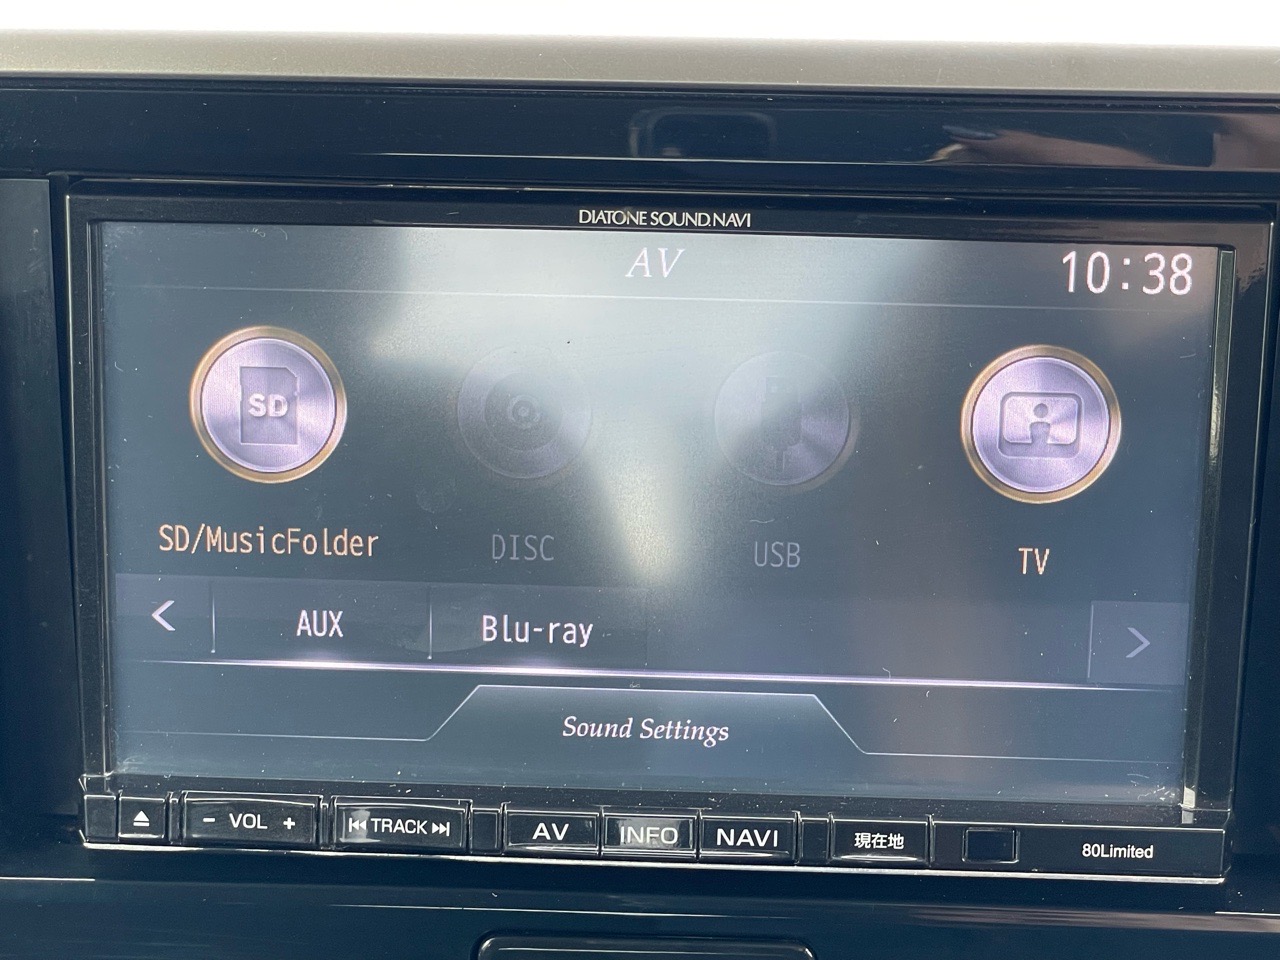 DIATONE SOUND.NAVI
AV
10:38
SD
SD/MusicFolder
DISC
USB
TV
< AUX Blu-ray >
Sound Settings
− VOL +
TRACK
AV
INFO
NAVI
現在地
80Limited